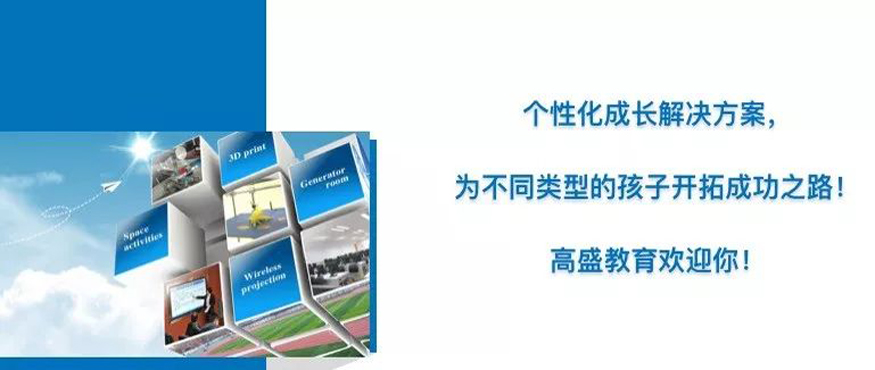 3D print
Generator
room
Space
activities
Wireless
projection
个性化成长解决方案，
为不同类型的孩子开拓成功之路！
高盛教育欢迎你！